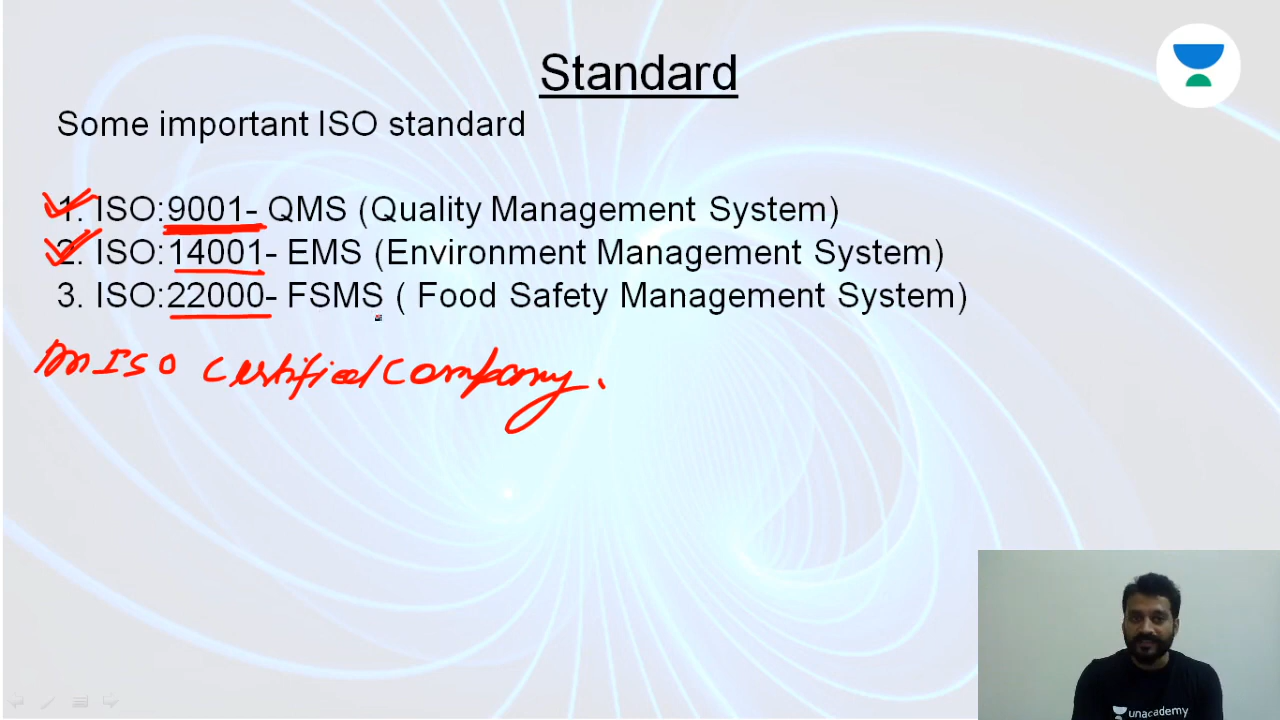 Standard
Some important ISO standard
1. ISO:9001- QMS (Quality Management System)
2. ISO:14001- EMS (Environment Management System)
3. ISO:22000- FSMS ( Food Safety Management System)
An ISO Certified Company.
unacademy